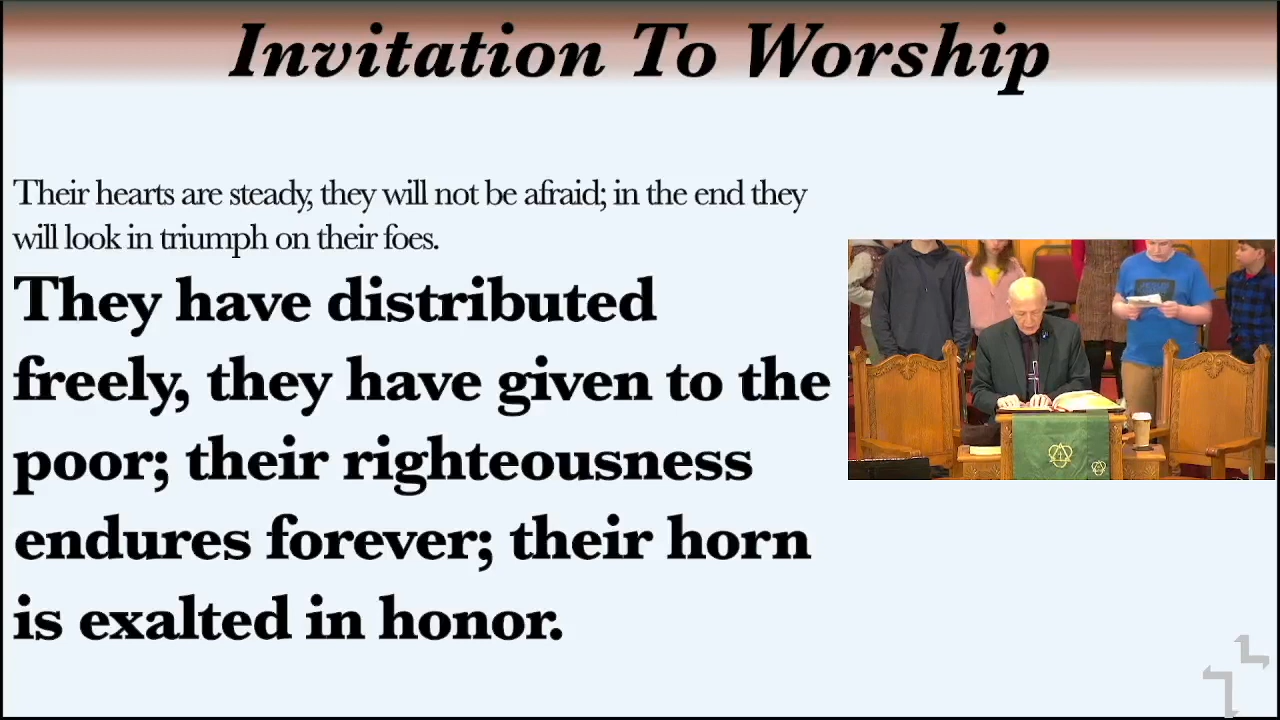 Invitation To Worship
Their hearts are steady, they will not be afraid; in the end they
will look in triumph on their foes.
They have distributed
freely, they have given to the
poor; their righteousness
endures forever; their horn
is exalted in honor.